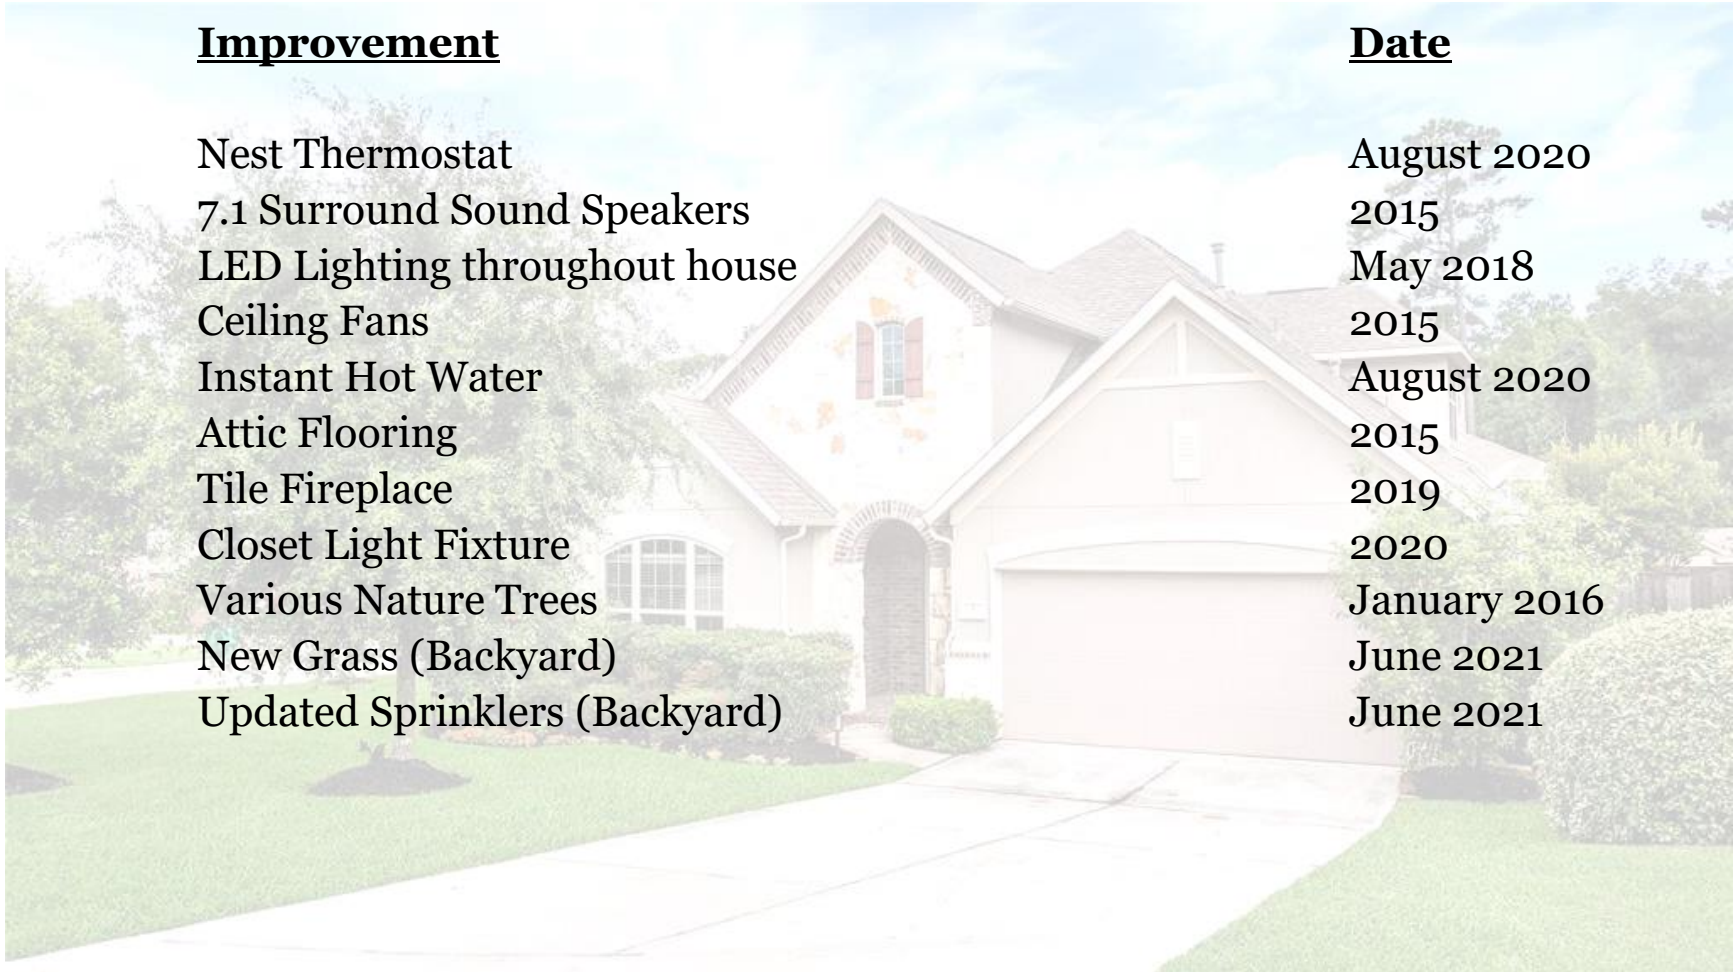 Improvement Date
Nest Thermostat August 2020
7.1 Surround Sound Speakers 2015
LED Lighting throughout house May 2018
Ceiling Fans 2015
Instant Hot Water August 2020
Attic Flooring 2015
Tile Fireplace 2019
Closet Light Fixture 2020
Various Nature Trees January 2016
New Grass (Backyard) June 2021
Updated Sprinklers (Backyard) June 2021